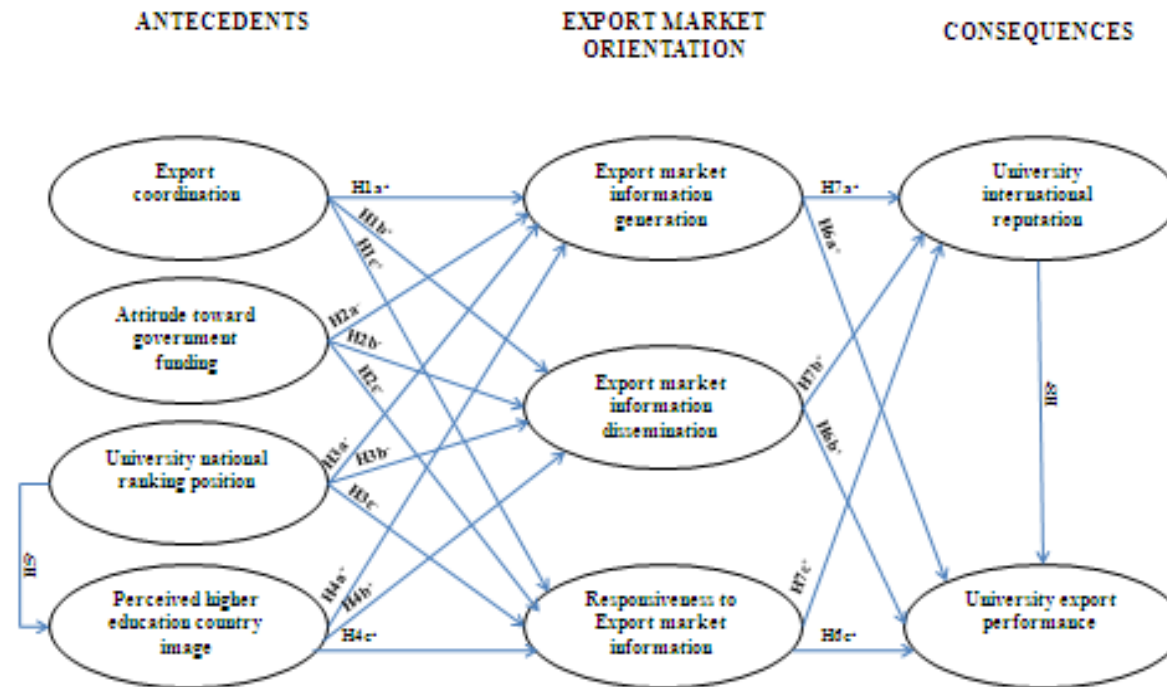 ANTECEDENTS
EXPORT MARKET
ORIENTATION
CONSEQUENCES
Export
coordination
Export market
information
generation
University
international
reputation
Attitude toward
government
funding
Export market
information
dissemination
University national
ranking position
Perceived higher
education country
image
Responsiveness to
Export market
information
University export
performance
H1a+
H1b+
H1c+
H2a-
H2b-
H2c-
H3a-
H3b-
H3c-
H4a+
H4b+
H4c+
H5
H7a+
H6a+
H7b+
H6b+
H7c+
H6c+
H8